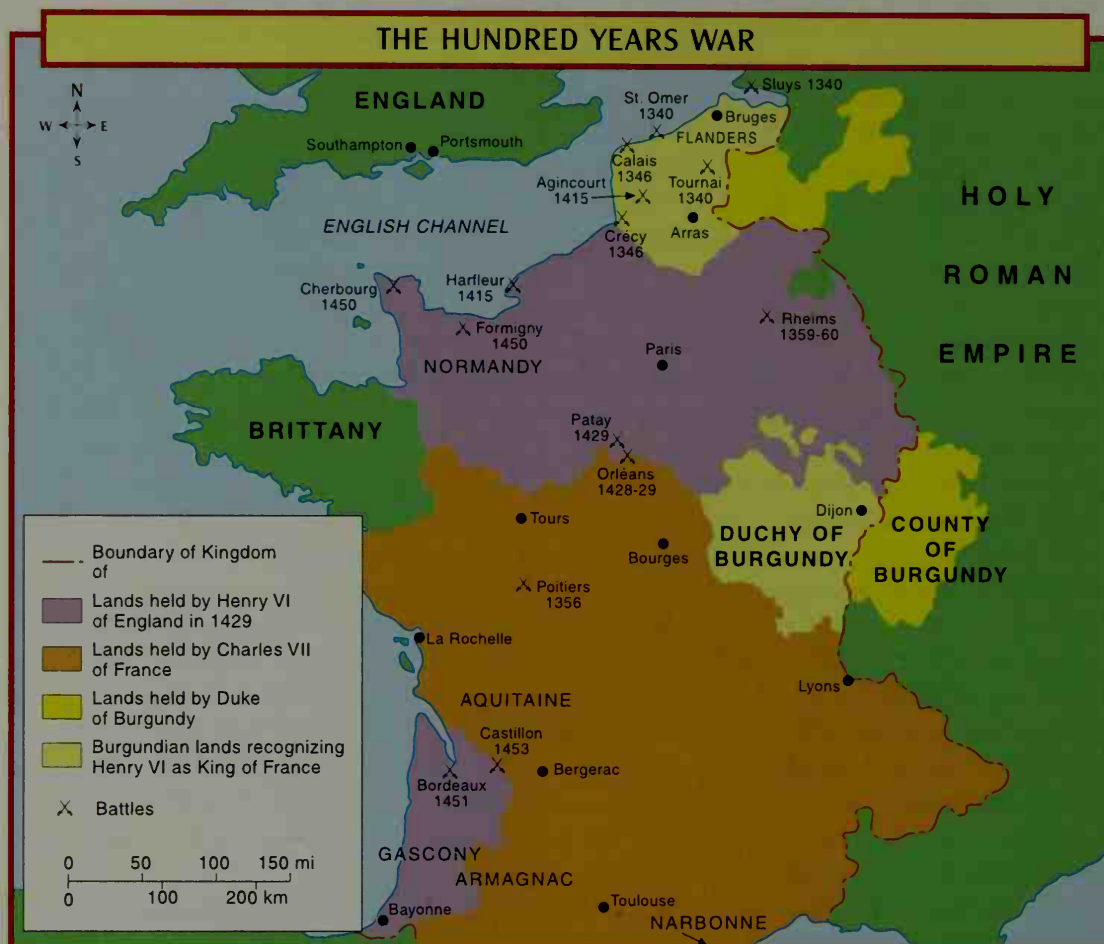 THE HUNDRED YEARS WAR
N
W E
S
ENGLAND
Southampton
Portsmouth
ENGLISH CHANNEL
Sluys 1340
St. Omer
1340
Bruges
FLANDERS
Calais
1346
Tournai
1340
Agincourt
1415
Arras
Crécy
1346
HOLY
ROMAN
EMPIRE
Cherbourg
1450
Harfleur
1415
Formigny
1450
NORMANDY
Rheims
1359-60
Paris
BRITTANY
Patay
1429
Orléans
1428-29
Tours
Bourges
Dijon
DUCHY OF
BURGUNDY
COUNTY
OF
BURGUNDY
Poitiers
1356
La Rochelle
Lyons
AQUITAINE
Castillon
1453
Bergerac
Bordeaux
1451
GASCONY
ARMAGNAC
Bayonne
Toulouse
NARBONNE
Boundary of Kingdom
of
Lands held by Henry VI
of England in 1429
Lands held by Charles VII
of France
Lands held by Duke
of Burgundy
Burgundian lands recognizing
Henry VI as King of France
Battles
0 50 100 150 mi
0 100 200 km